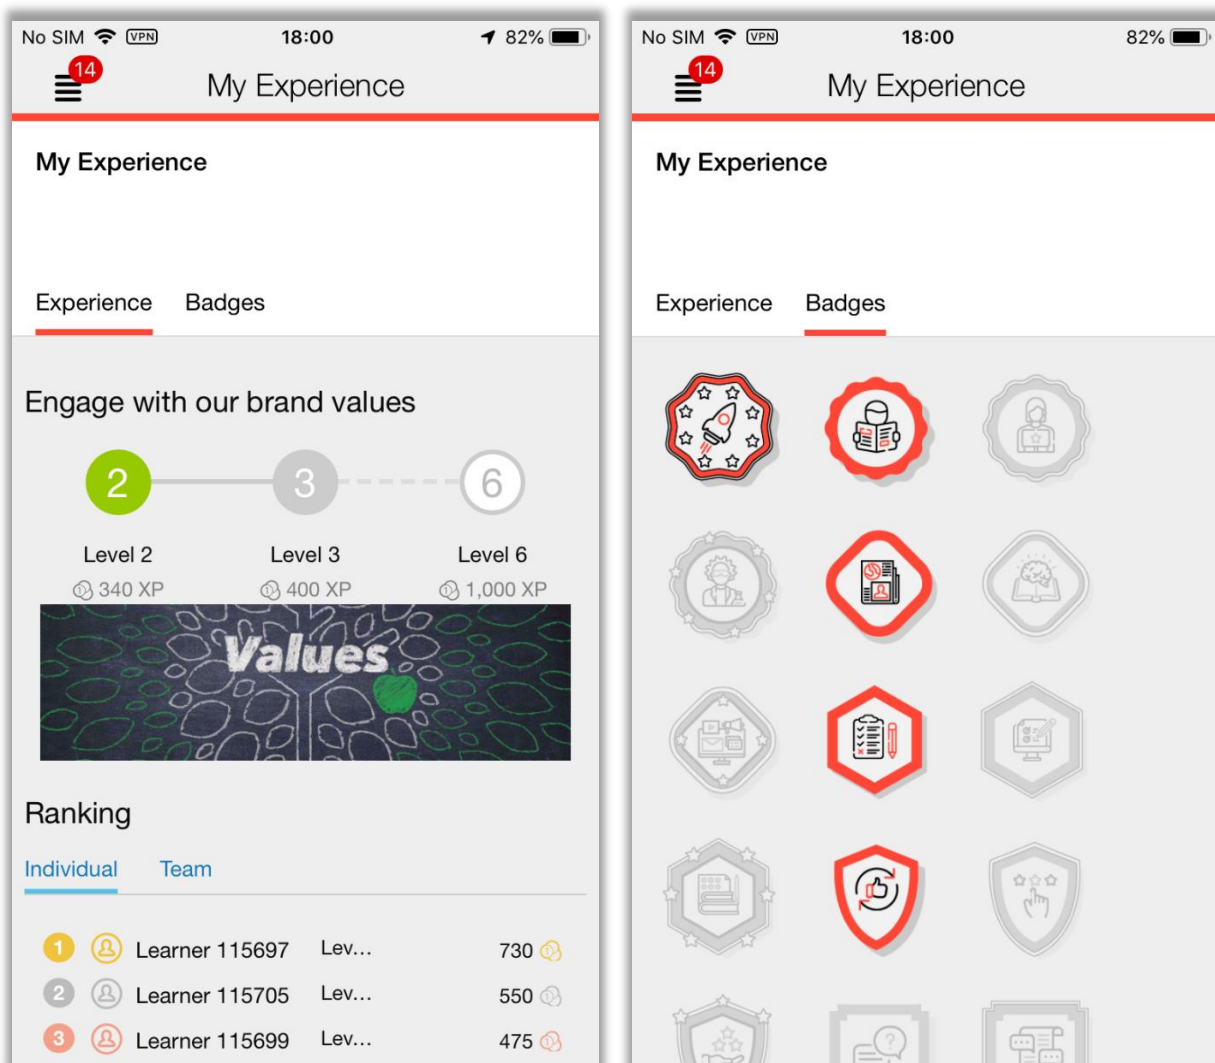 No SIM VPN 18:00 82%
14
My Experience
My Experience
Experience Badges
Engage with our brand values
2 3 6
Level 2 Level 3 Level 6
340 XP 400 XP 1,000 XP
Values
Ranking
Individual Team
1 Learner 115697 Lev... 730
2 Learner 115705 Lev... 550
3 Learner 115699 Lev... 475
No SIM VPN 18:00 82%
14
My Experience
My Experience
Experience Badges